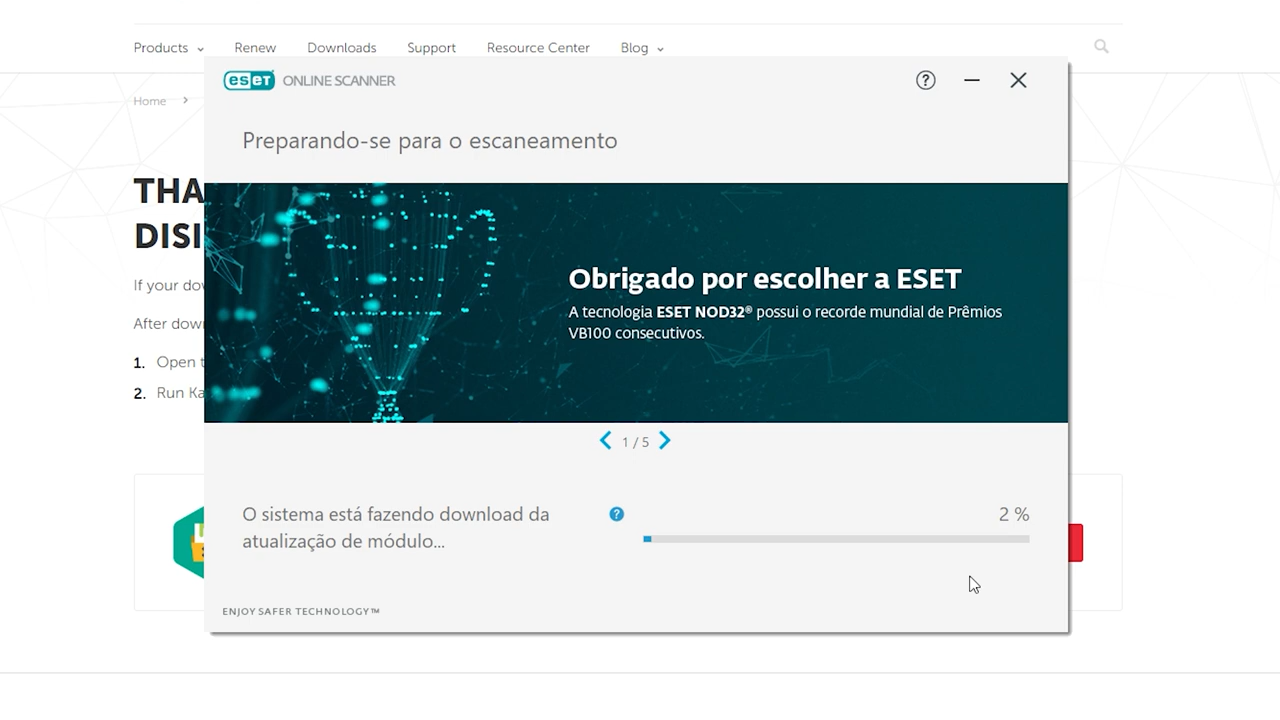 Products Renew Downloads Support Resource Center Blog
eset ONLINE SCANNER
Home
Preparando-se para o escaneamento
THA
DISI
Obrigado por escolher a ESET
If your dow
A tecnologia ESET NOD32® possui o recorde mundial de Prêmios
After down
VB100 consecutivos.
1. Open t
2. Run Ka
1 / 5
O sistema está fazendo download da
atualização de módulo...
2 %
ENJOY SAFER TECHNOLOGY™